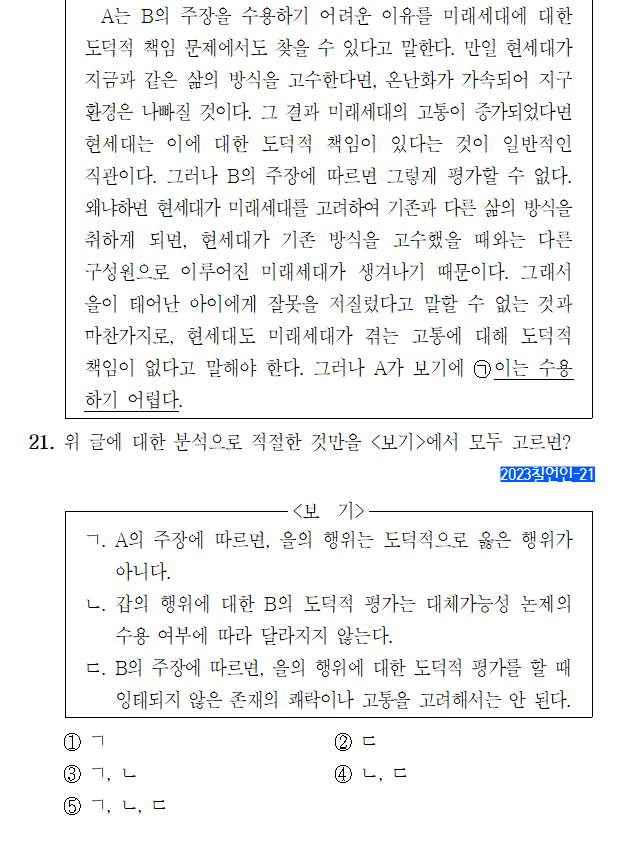 A는 B의 주장을 수용하기 어려운 이유를 미래세대에 대한
도덕적 책임 문제에서도 찾을 수 있다고 말한다. 만일 현세대가
지금과 같은 삶의 방식을 고수한다면, 온난화가 가속되어 지구
환경은 나빠질 것이다. 그 결과 미래세대의 고통이 증가되었다면
현세대는 이에 대한 도덕적 책임이 있다는 것이 일반적인
직관이다. 그러나 B의 주장에 따르면 그렇게 평가할 수 없다.
왜냐하면 현세대가 미래세대를 고려하여 기존과 다른 삶의 방식을
취하게 되면, 현세대가 기존 방식을 고수했을 때와는 다른
구성원으로 이루어진 미래세대가 생겨나기 때문이다. 그래서
을이 태어난 아이에게 잘못을 저질렀다고 말할 수 없는 것과
마찬가지로, 현세대도 미래세대가 겪는 고통에 대해 도덕적
책임이 없다고 말해야 한다. 그러나 A가 보기에 ㉠이는 수용
하기 어렵다.
21. 위 글에 대한 분석으로 적절한 것만을 <보기>에서 모두 고르면?
2023칠언인-21
<보 기>
ㄱ. A의 주장에 따르면, 을의 행위는 도덕적으로 옳은 행위가
아니다.
ㄴ. 갑의 행위에 대한 B의 도덕적 평가는 대체가능성 논제의
수용 여부에 따라 달라지지 않는다.
ㄷ. B의 주장에 따르면, 을의 행위에 대한 도덕적 평가를 할 때
잉태되지 않은 존재의 쾌락이나 고통을 고려해서는 안 된다.
① ㄱ ② ㄷ
③ ㄱ, ㄴ ④ ㄴ, ㄷ
⑤ ㄱ, ㄴ, ㄷ